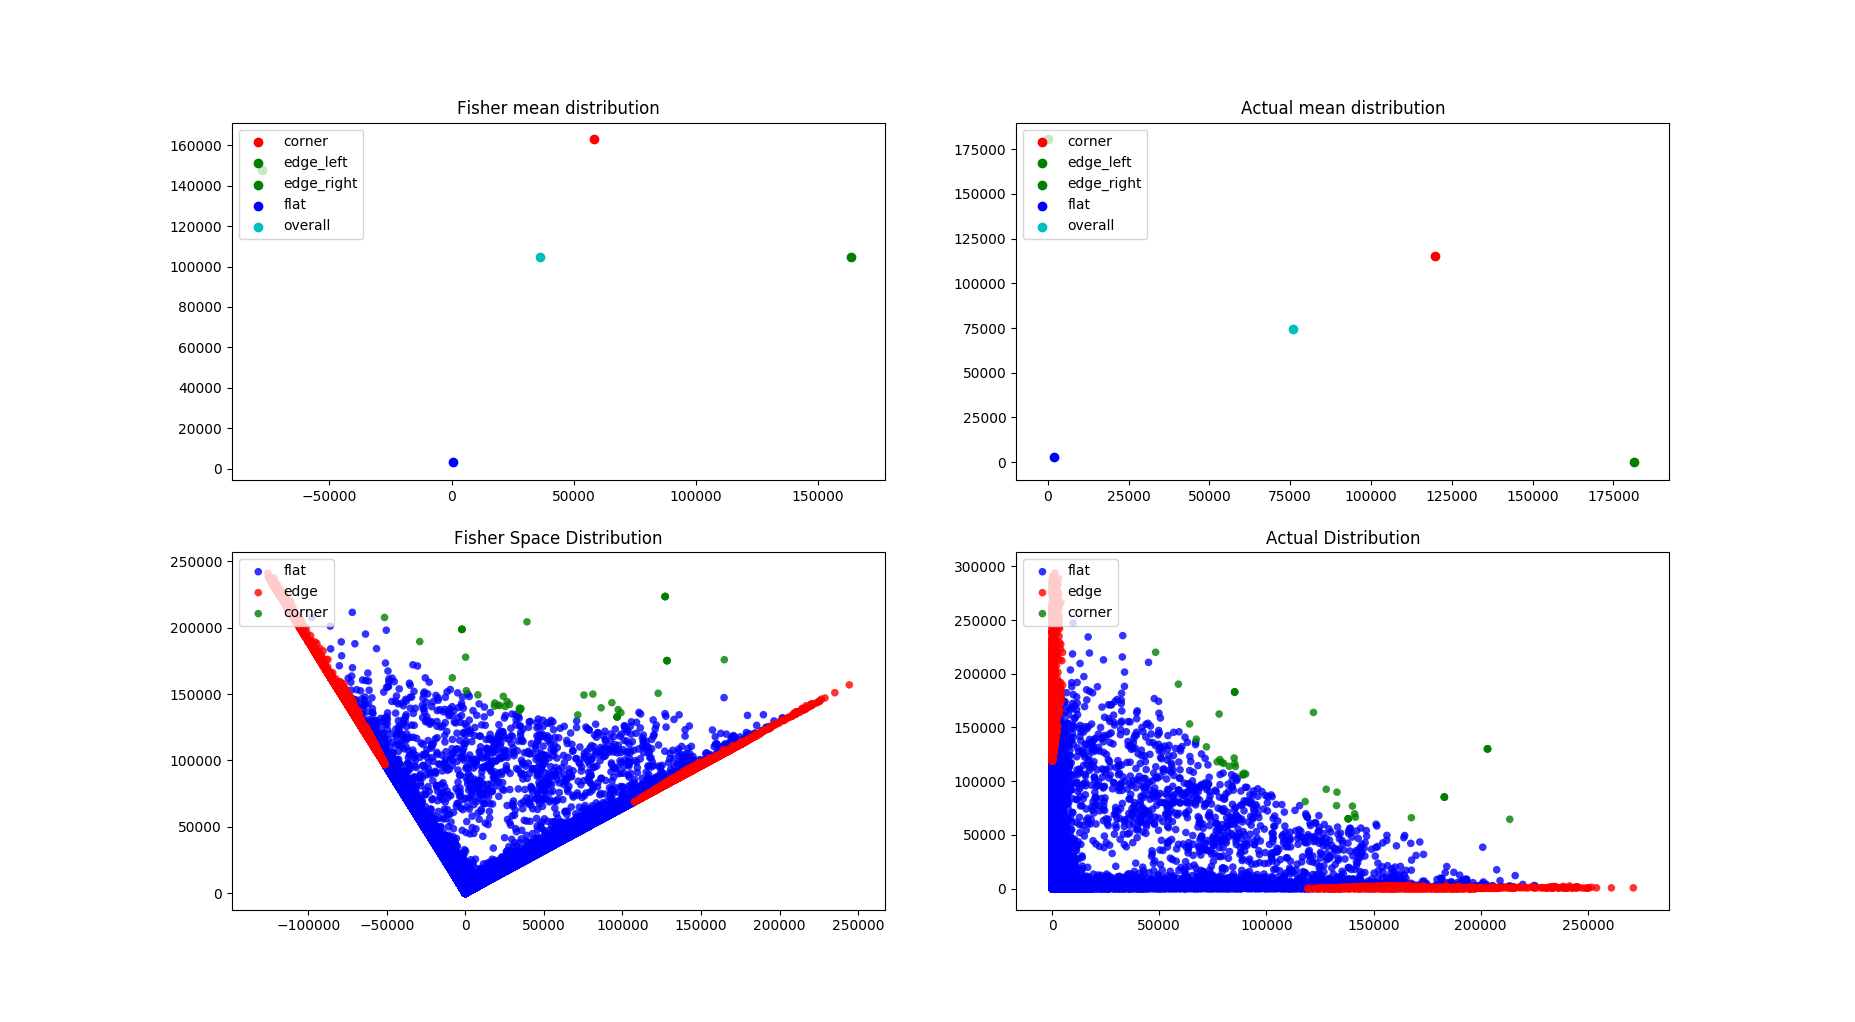 Fisher mean distribution
160000
140000
120000
100000
80000
60000
40000
20000
0
−50000 0 50000 100000 150000
corner
edge_left
edge_right
flat
overall
Actual mean distribution
175000
150000
125000
100000
75000
50000
25000
0
0 25000 50000 75000 100000 125000 150000 175000
corner
edge_left
edge_right
flat
overall
Fisher Space Distribution
250000
200000
150000
100000
50000
0
−100000 −50000 0 50000 100000 150000 200000 250000
flat
edge
corner
Actual Distribution
300000
250000
200000
150000
100000
50000
0
0 50000 100000 150000 200000 250000
flat
edge
corner